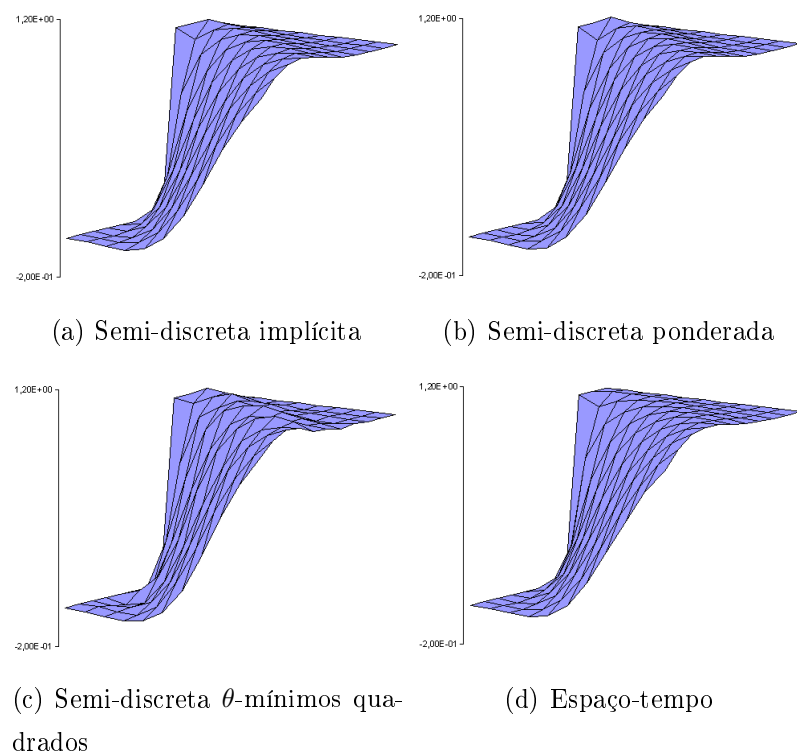 1,20E+00
1,20E+00
-2,00E-01
-2,00E-01
(a) Semi-discreta implícita
(b) Semi-discreta ponderada
1,20E+00
1,20E+00
-2,00E-01
-2,00E-01
(c) Semi-discreta θ-mínimos qua-
drados
(d) Espaço-tempo